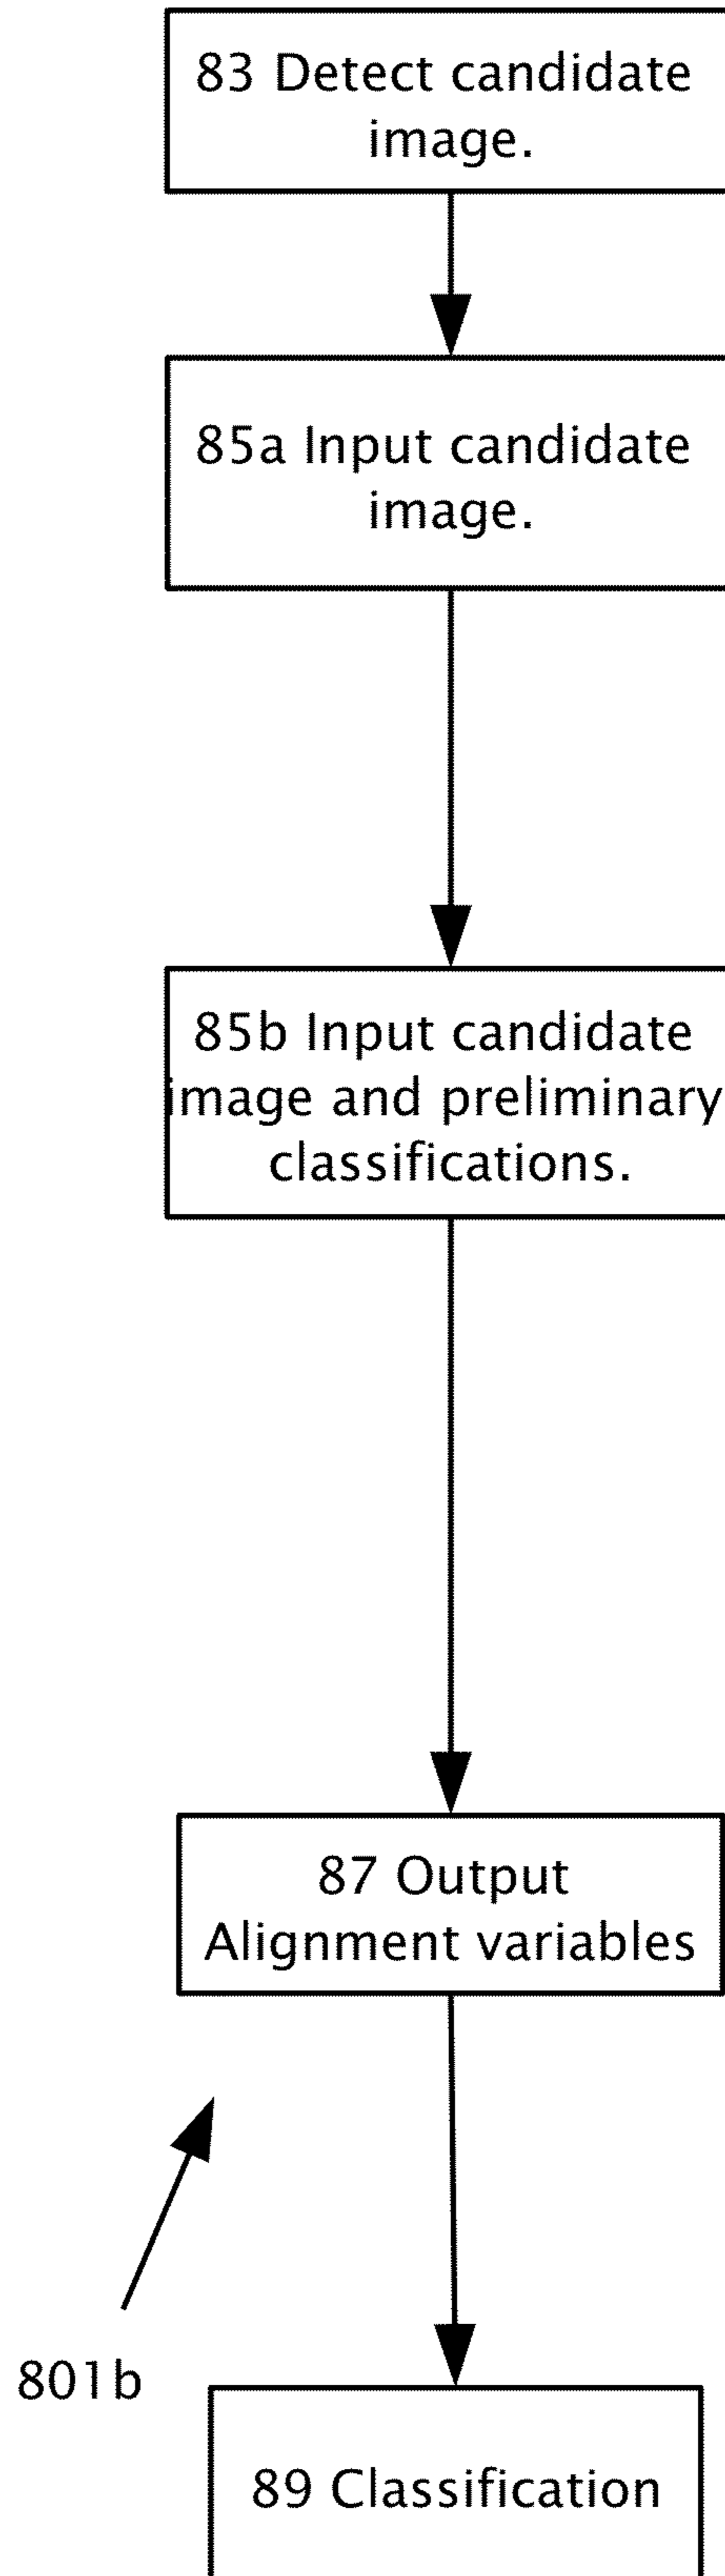 83 Detect candidate
image.
85a Input candidate
image.
85b Input candidate
image and preliminary
classifications.
87 Output
Alignment variables
801b
89 Classification